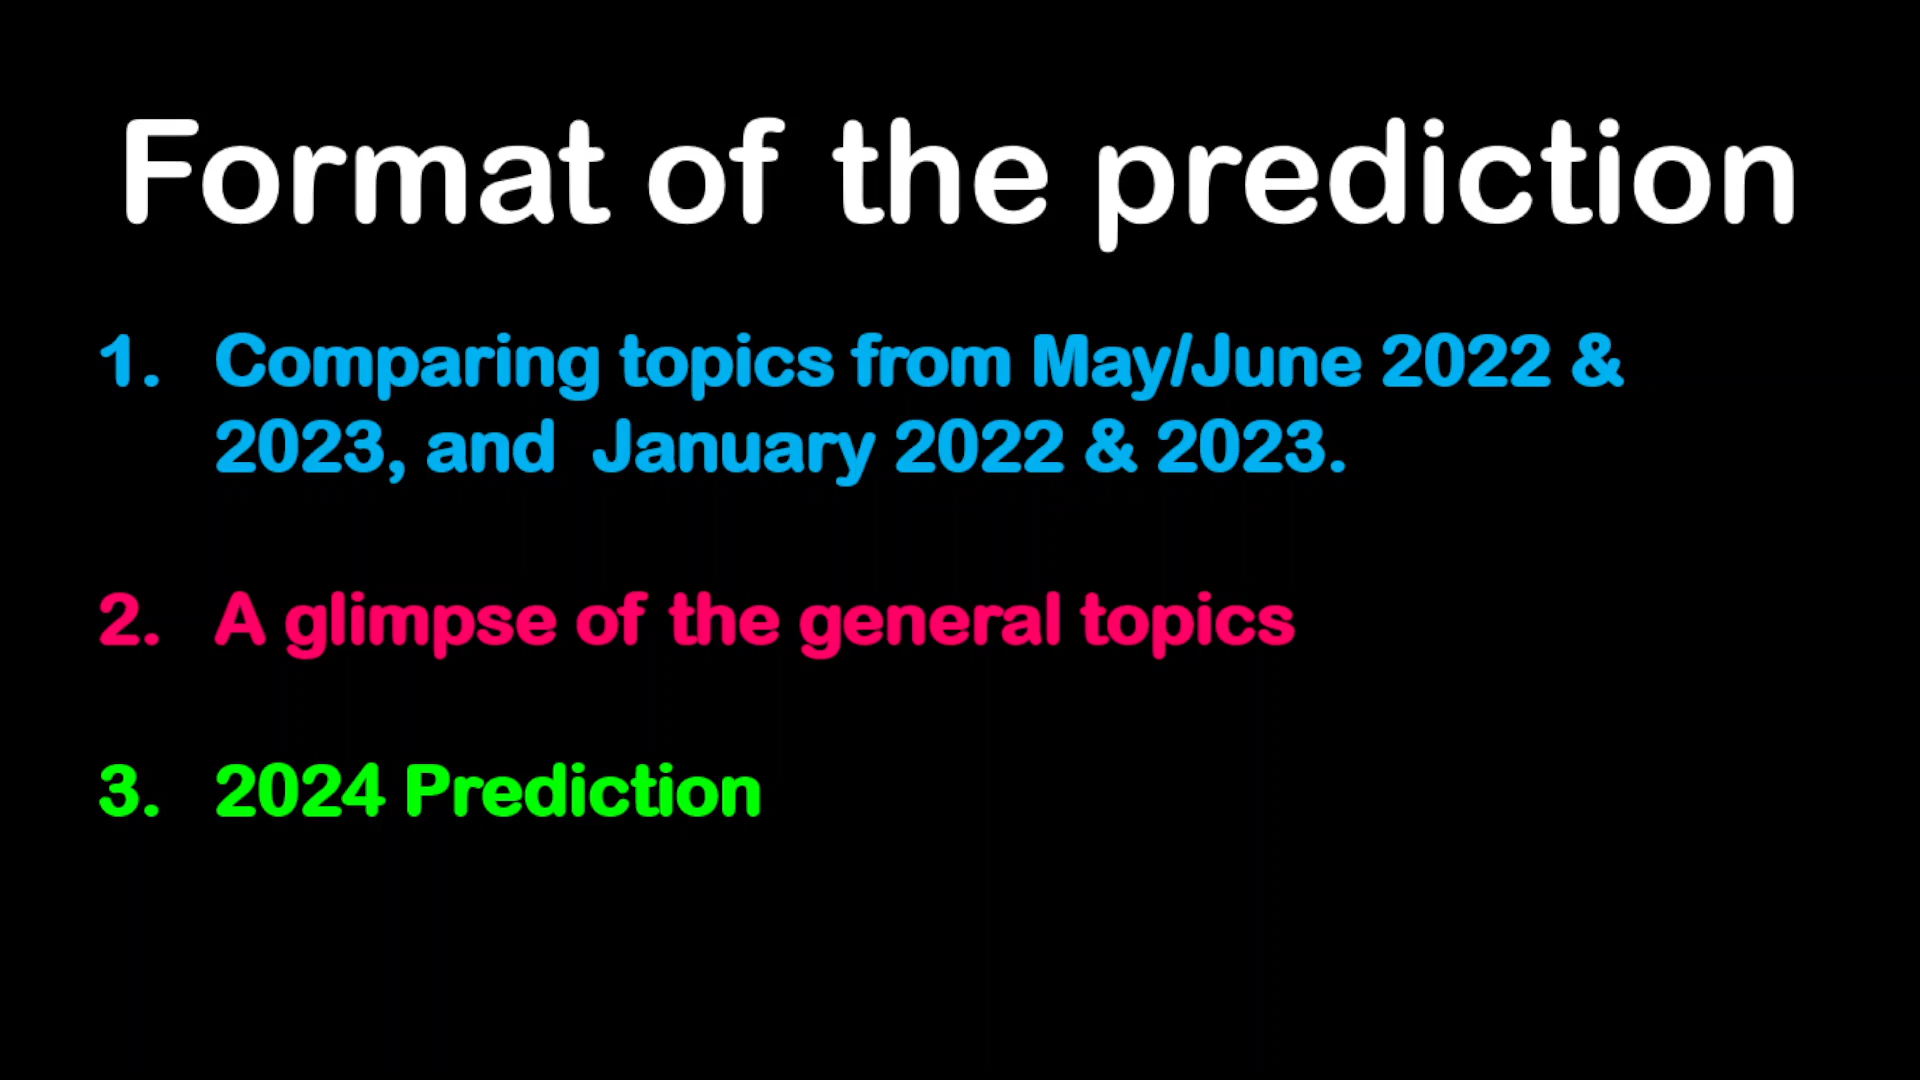 Format of the prediction
1. Comparing topics from May/June 2022 &
2023, and January 2022 & 2023.
2. A glimpse of the general topics
3. 2024 Prediction